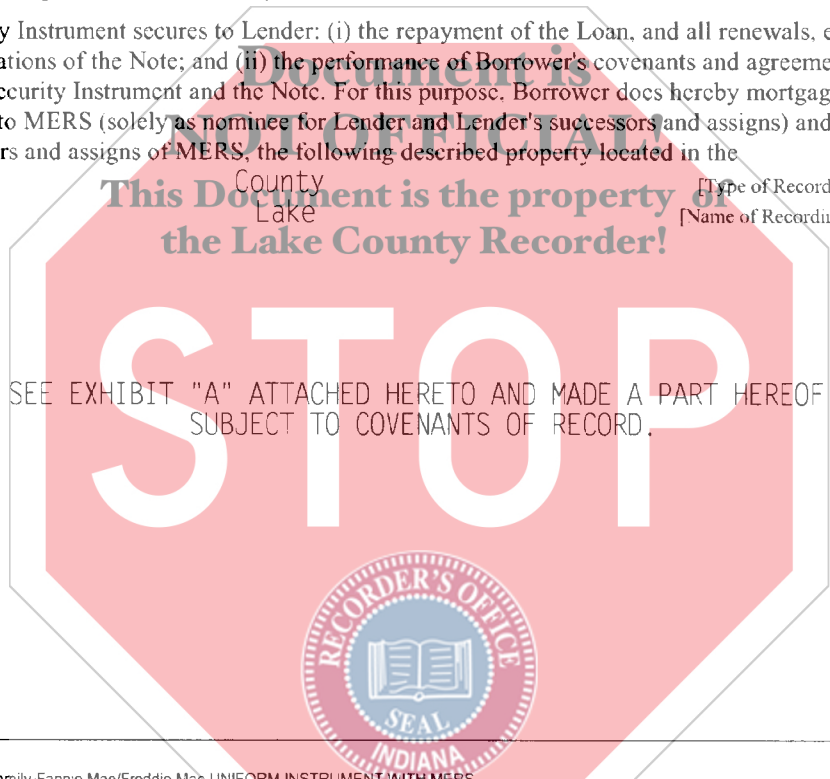 y Instrument secures to Lender: (i) the repayment of the Loan, and all renewals, e
ations of the Note; and (ii) the performance of Borrower's covenants and agreeme
ecurity Instrument and the Note. For this purpose, Borrower does hereby mortgag
to MERS (solely as nominee for Lender and Lender's successors and assigns) and
rs and assigns of MERS, the following described property located in the
County [Type of Record
Lake [Name of Recordin
Document is
NOT OFFICIAL!
This Document is the property of
the Lake County Recorder!
STOP
SEE EXHIBIT "A" ATTACHED HERETO AND MADE A PART HEREOF
SUBJECT TO COVENANTS OF RECORD.
RECORDER'S OFFICE
SEAL
INDIANA
mily-Fannie Mae/Freddie Mac UNIFORM INSTRUMENT WITH MERS